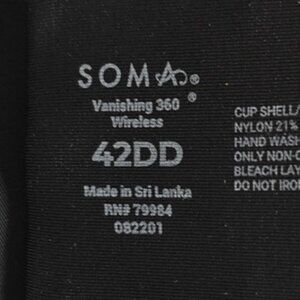 SOMA®
Vanishing 360®
Wireless
42DD
Made in Sri Lanka
RN# 79984
082201
CUP SHELL/
NYLON 21%
HAND WASH
ONLY NON-C
BLEACH LAY
DO NOT IRO